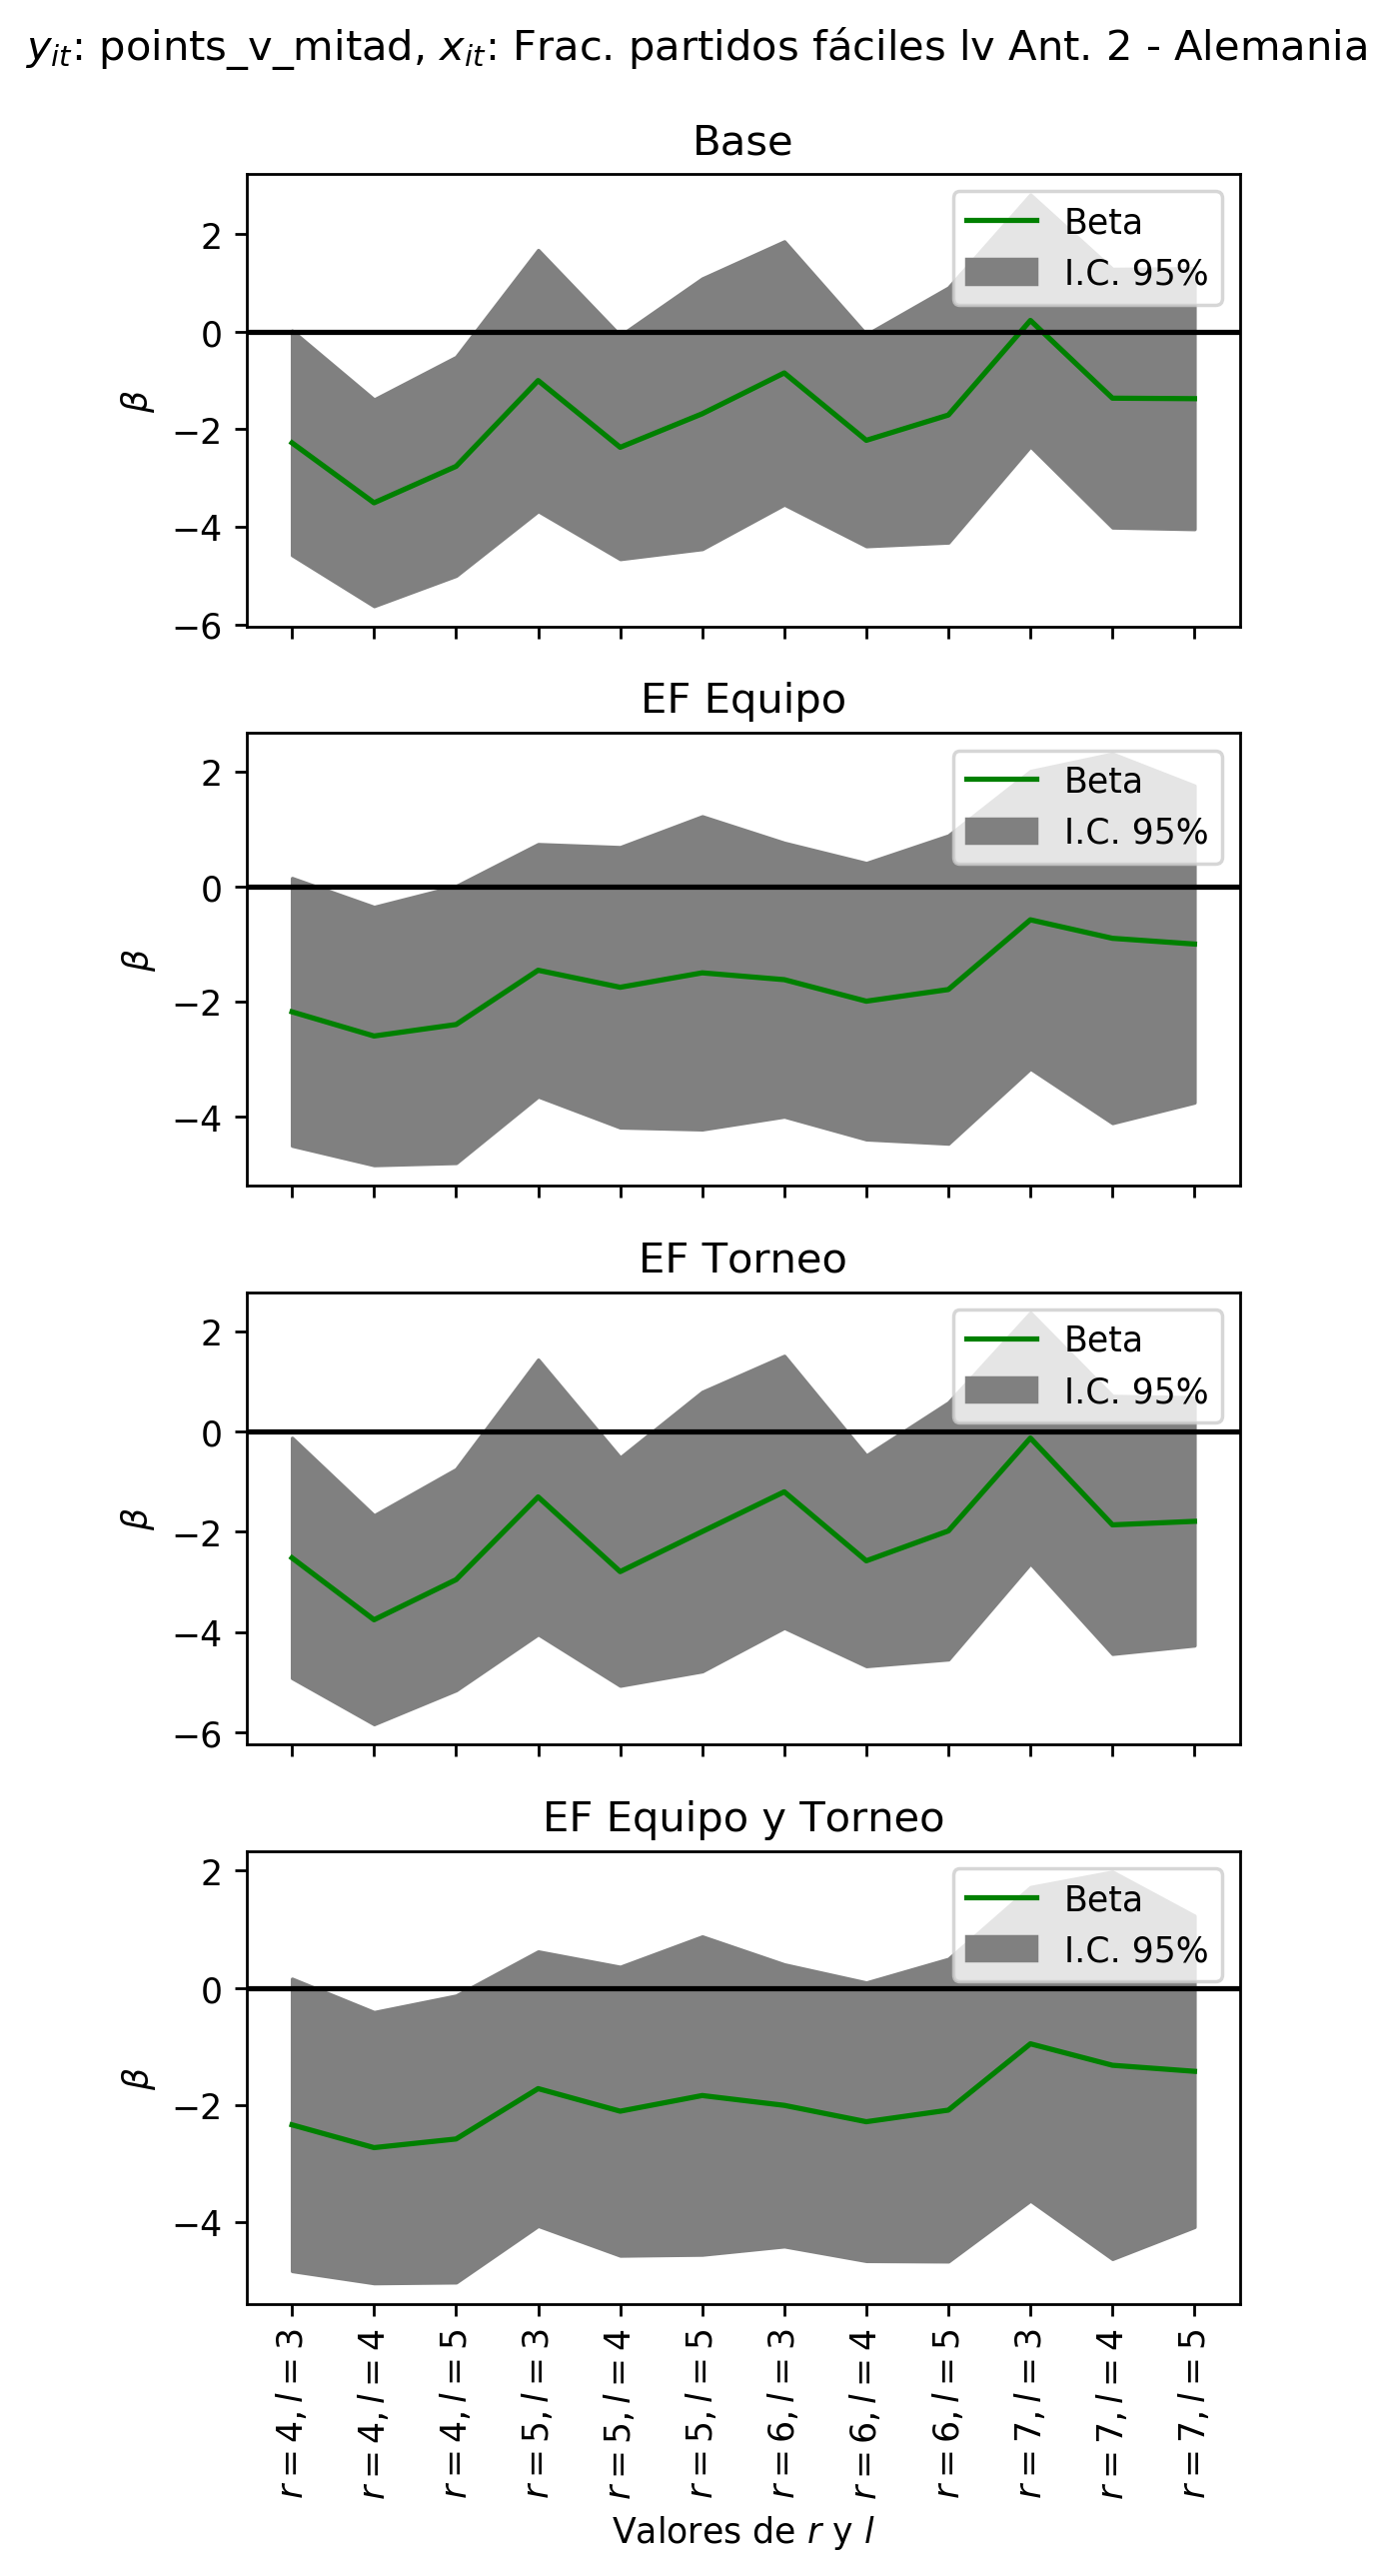 y_it: points_v_mitad, x_it: Frac. partidos fáciles lv Ant. 2 - Alemania
Base
Beta
I.C. 95%
2
0
−2
−4
−6
β
EF Equipo
Beta
I.C. 95%
2
0
−2
−4
β
EF Torneo
Beta
I.C. 95%
2
0
−2
−4
−6
β
EF Equipo y Torneo
Beta
I.C. 95%
2
0
−2
−4
β
r = 4, l = 3
r = 4, l = 4
r = 4, l = 5
r = 5, l = 3
r = 5, l = 4
r = 5, l = 5
r = 6, l = 3
r = 6, l = 4
r = 6, l = 5
r = 7, l = 3
r = 7, l = 4
r = 7, l = 5
Valores de r y l